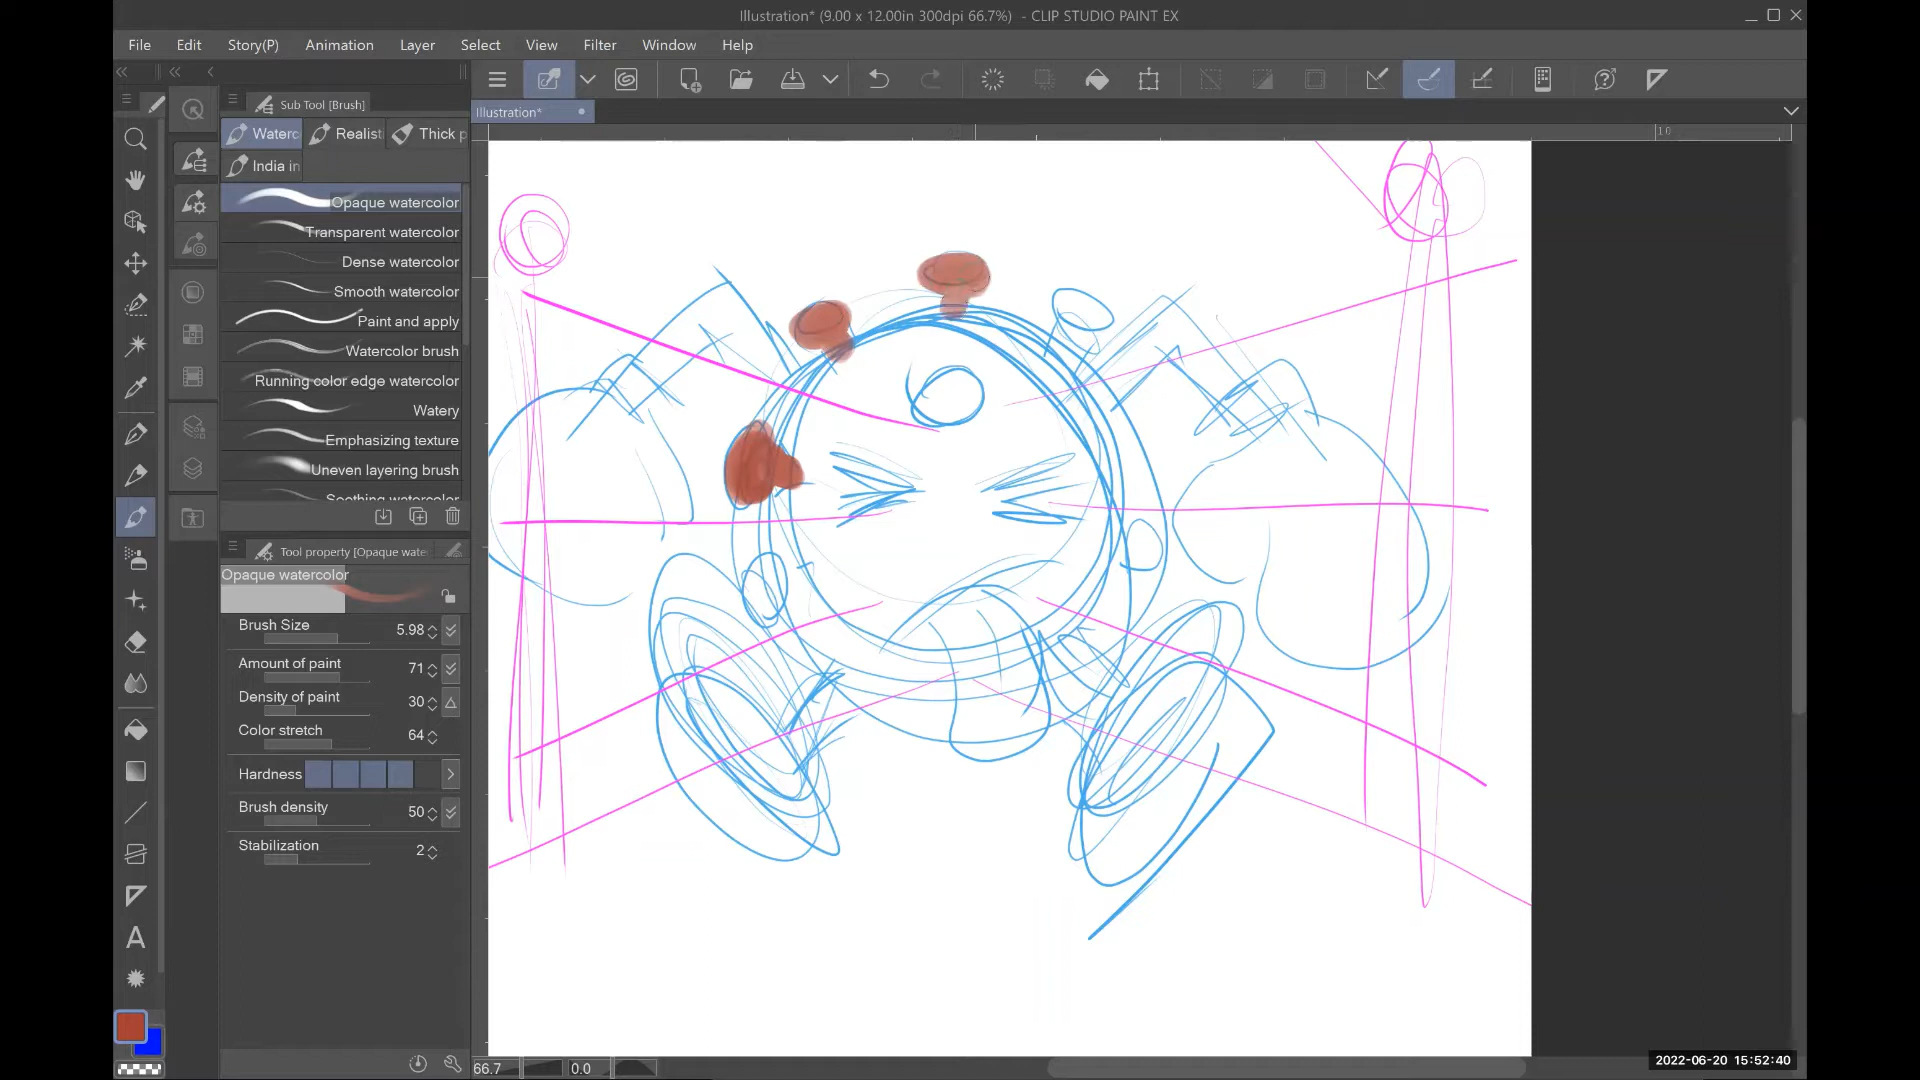 Illustration* (9.00 x 12.00in 300dpi 66.7%) - CLIP STUDIO PAINT EX
File Edit Story(P) Animation Layer Select View Filter Window Help
Sub Tool [Brush]
Illustration*
Waterc Realist Thick p
India in
10
Opaque watercolor
Transparent watercolor
Dense watercolor
Smooth watercolor
Paint and apply
Watercolor brush
Running color edge watercolor
Watery
Emphasizing texture
Uneven layering brush
Soothing watercolor
Tool property [Opaque wate
Opaque watercolor
Brush Size 5.98
Amount of paint 71
Density of paint 30
Color stretch 64
Hardness
Brush density 50
Stabilization 2
A
66.7 0.0
2022-06-20 15:52:40